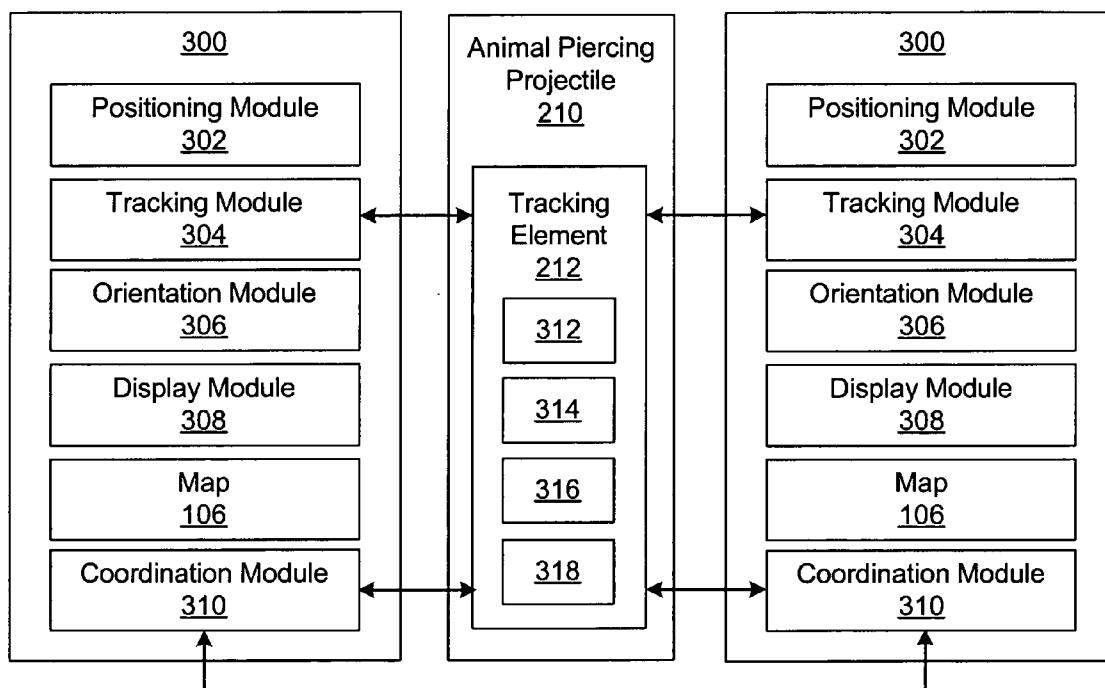 300
Positioning Module
302
Tracking Module
304
Orientation Module
306
Display Module
308
Map
106
Coordination Module
310
Animal Piercing
Projectile
210
Tracking
Element
212
312
314
316
318
300
Positioning Module
302
Tracking Module
304
Orientation Module
306
Display Module
308
Map
106
Coordination Module
310